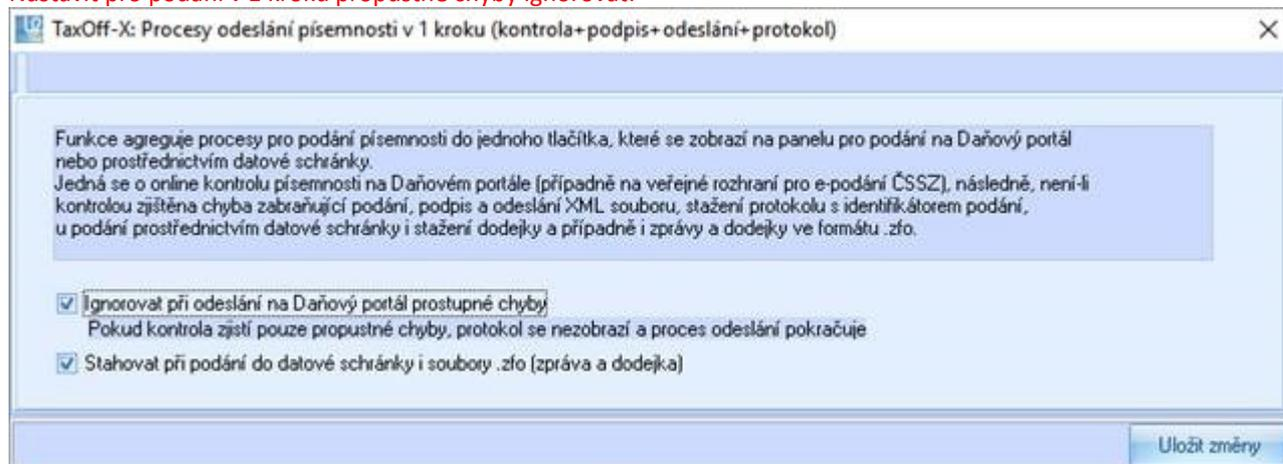 Nastavit pro podání v 1 kroku propustné chyby ignorovat.
TaxOff-X: Procesy odeslání písemnosti v 1 kroku (kontrola+podpis+odeslání+protokol)
Funkce agreguje procesy pro podání písemnosti do jednoho tlačítka, které se zobrazí na panelu pro podání na Daňový portál
nebo prostřednictvím datové schránky.
Jedná se o online kontrolu písemnosti na Daňovém portále (případně na veřejné rozhraní pro e-podání ČSSZ), následně, není-li
kontrolou zjištěna chyba zabraňující podání, podpis a odeslání XML souboru, stažení protokolu s identifikátorem podání,
u podání prostřednictvím datové schránky i stažení dodejky a případně i zprávy a dodejky ve formátu .zfo.
Ignorovat při odeslání na Daňový portál prostupné chyby
Pokud kontrola zjistí pouze propustné chyby, protokol se nezobrazí a proces odeslání pokračuje
Stahovat při podání do datové schránky i soubory .zfo (zpráva a dodejka)
Uložit změny